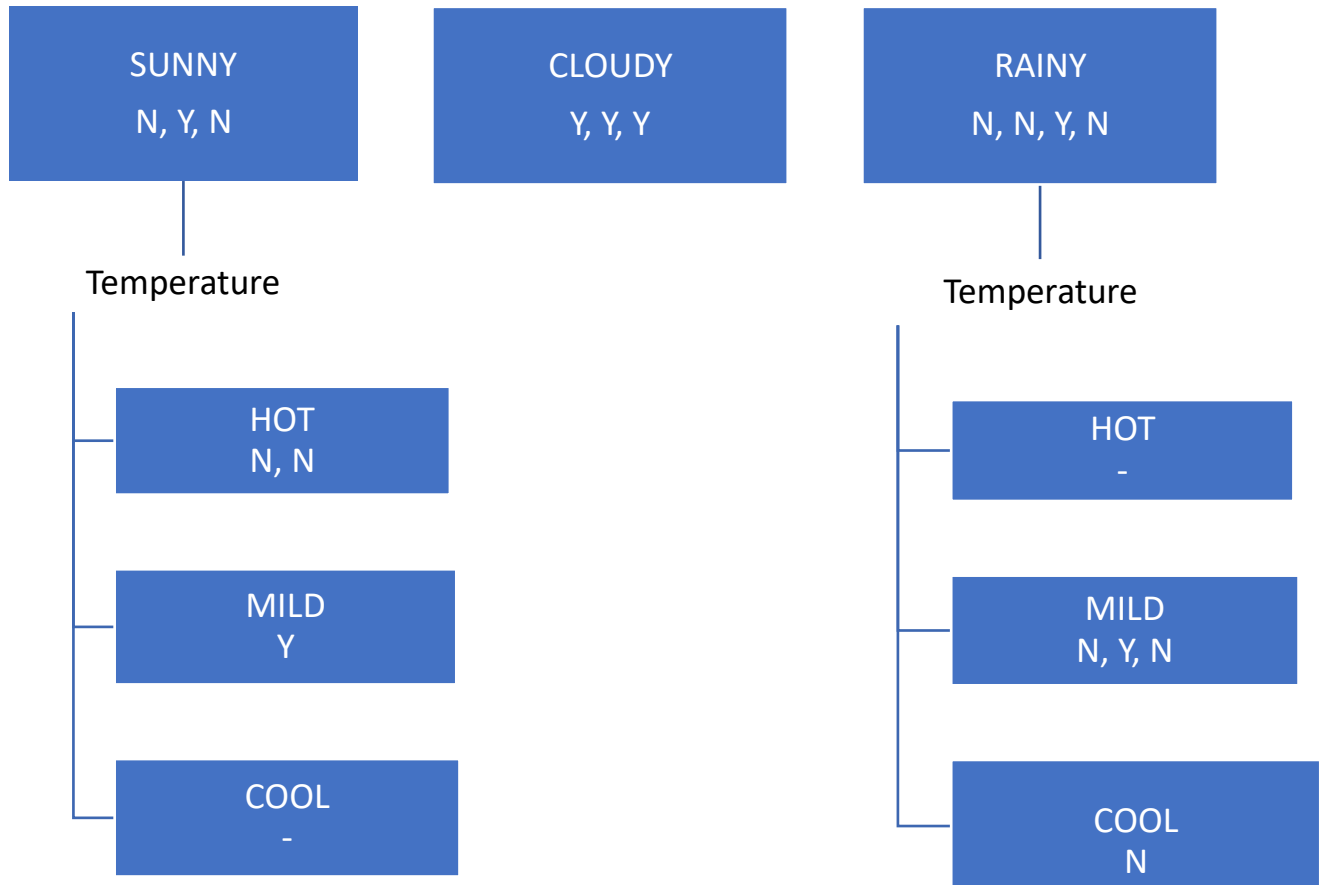 SUNNY
N, Y, N
CLOUDY
Y, Y, Y
RAINY
N, N, Y, N
Temperature
HOT
N, N
MILD
Y
COOL
-
Temperature
HOT
-
MILD
N, Y, N
COOL
N